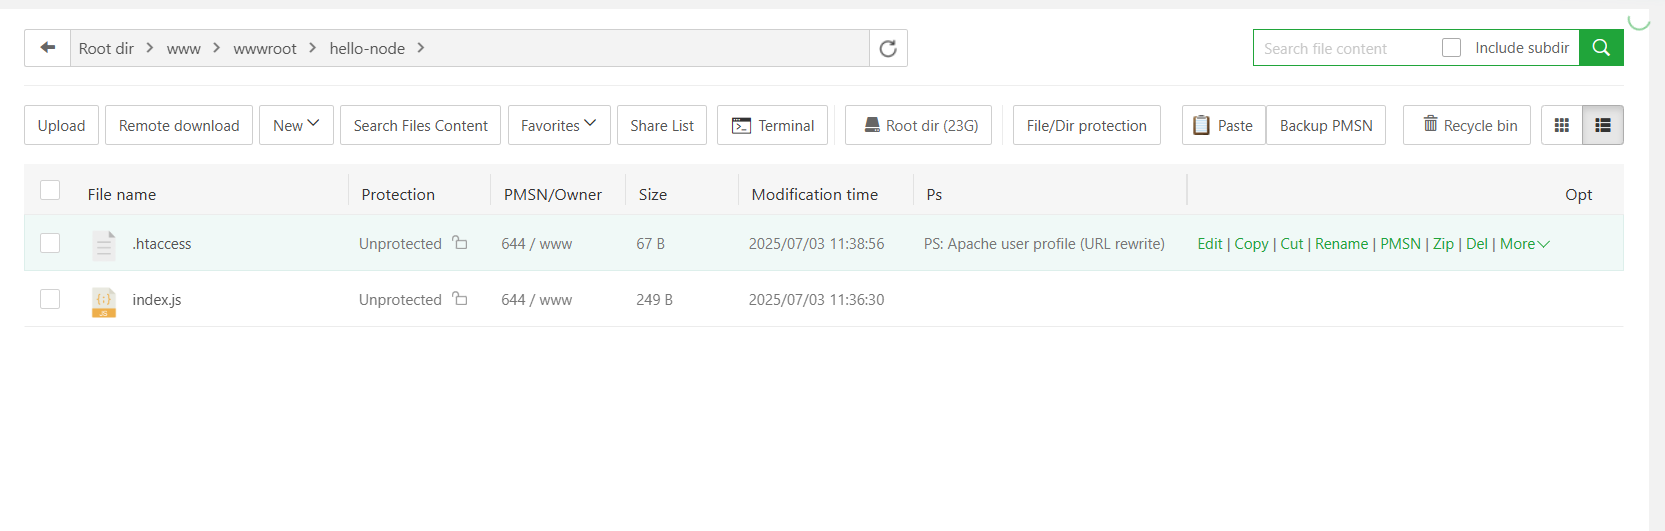 Root dir > www > wwwroot > hello-node >
Search file content Include subdir
Upload Remote download New Search Files Content Favorites Share List Terminal Root dir (23G) File/Dir protection Paste Backup PMSN Recycle bin
File name Protection PMSN/Owner Size Modification time Ps Opt
.htaccess Unprotected 644 / www 67 B 2025/07/03 11:38:56 PS: Apache user profile (URL rewrite) Edit | Copy | Cut | Rename | PMSN | Zip | Del | More
{:} JS index.js Unprotected 644 / www 249 B 2025/07/03 11:36:30